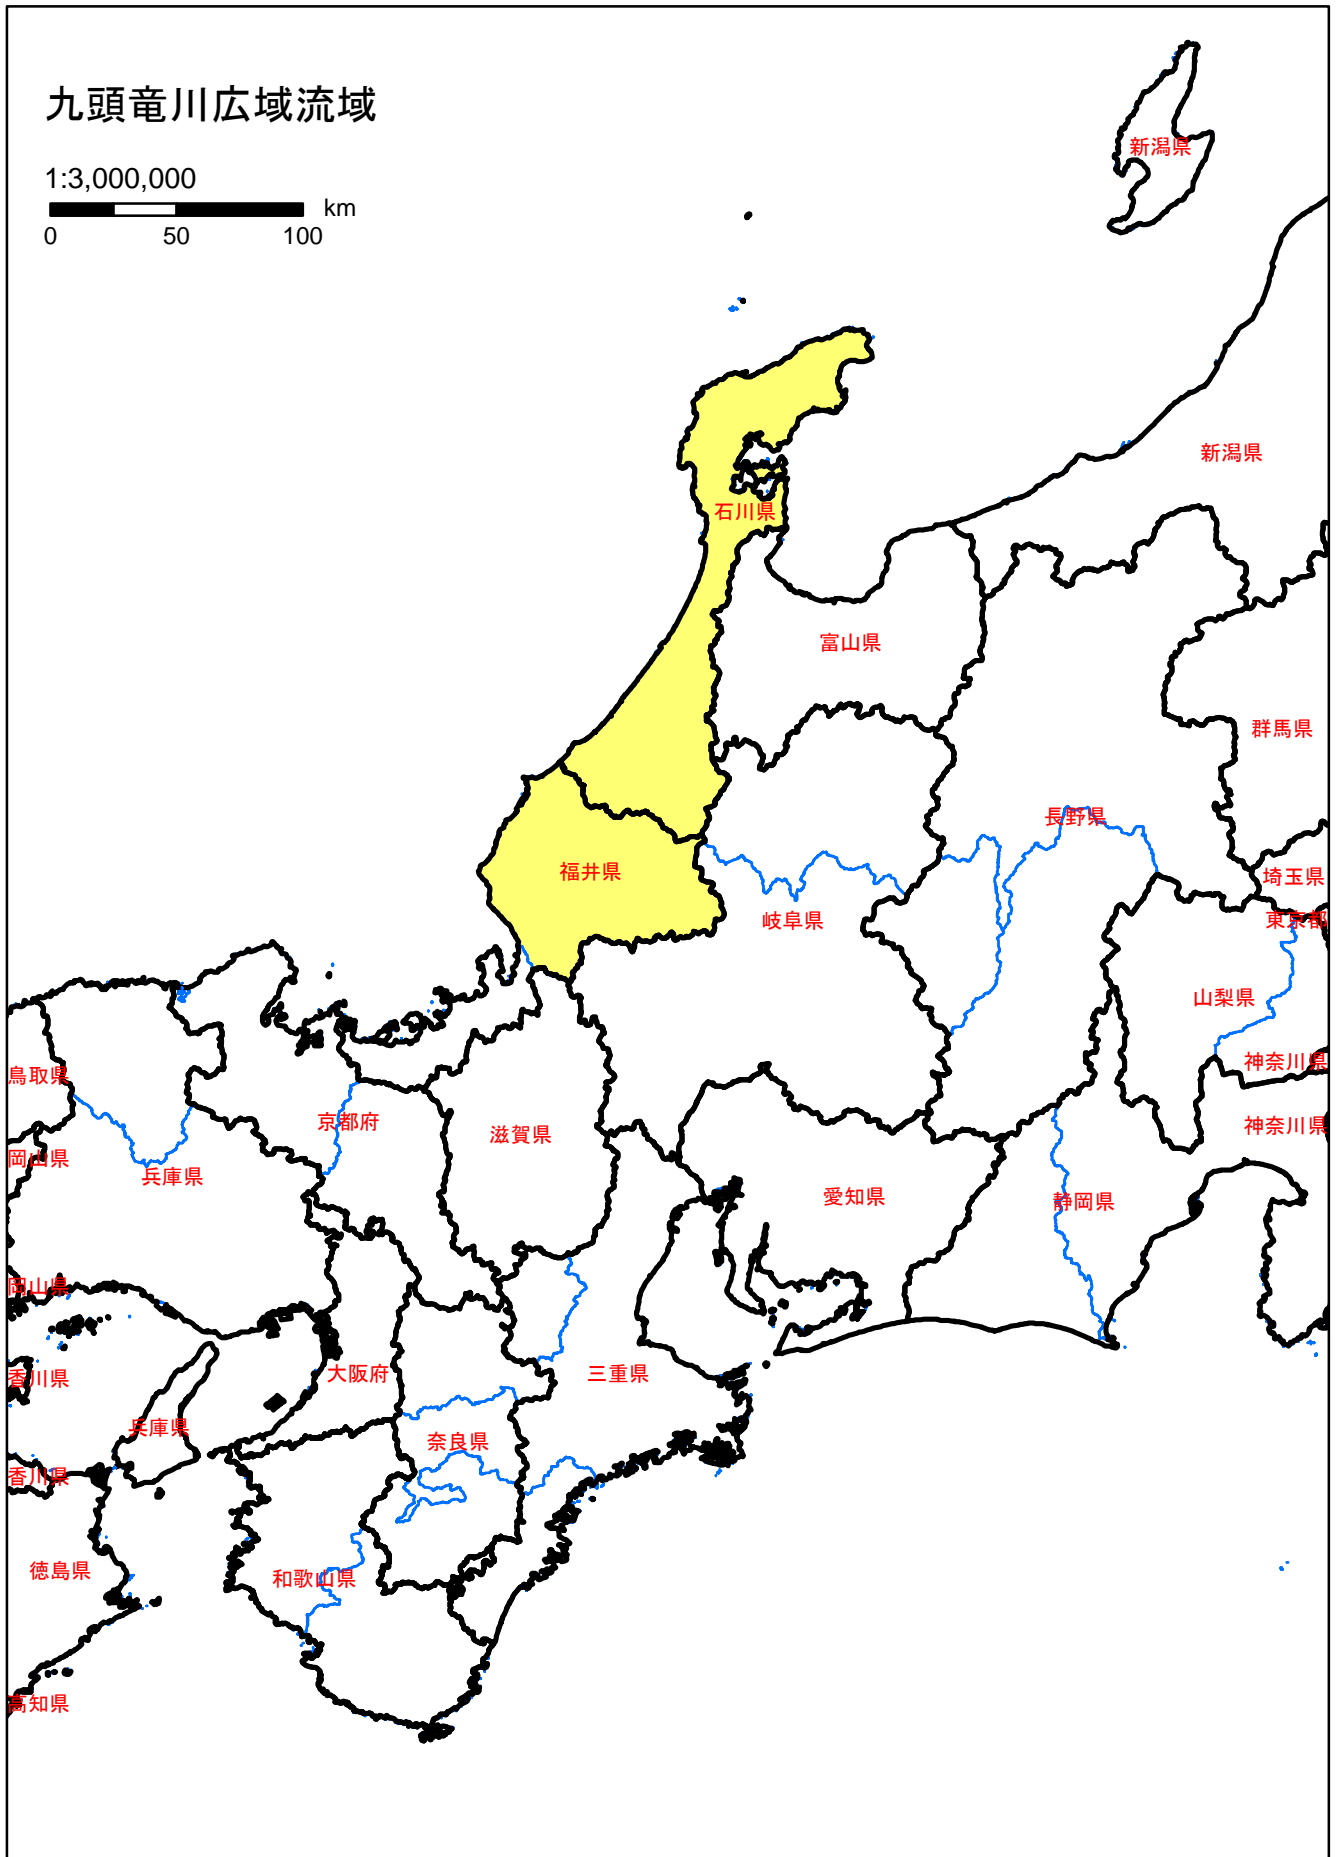 九頭竜川広域流域
1:3,000,000
km
0 50 100
新潟県
新潟県
石川県
富山県
群馬県
長野県
福井県
埼玉県
岐阜県
東京都
山梨県
神奈川県
鳥取県
京都府
滋賀県
神奈川県
岡山県
兵庫県
愛知県
静岡県
岡山県
大阪府
三重県
香川県
兵庫県
奈良県
香川県
徳島県
和歌山県
高知県